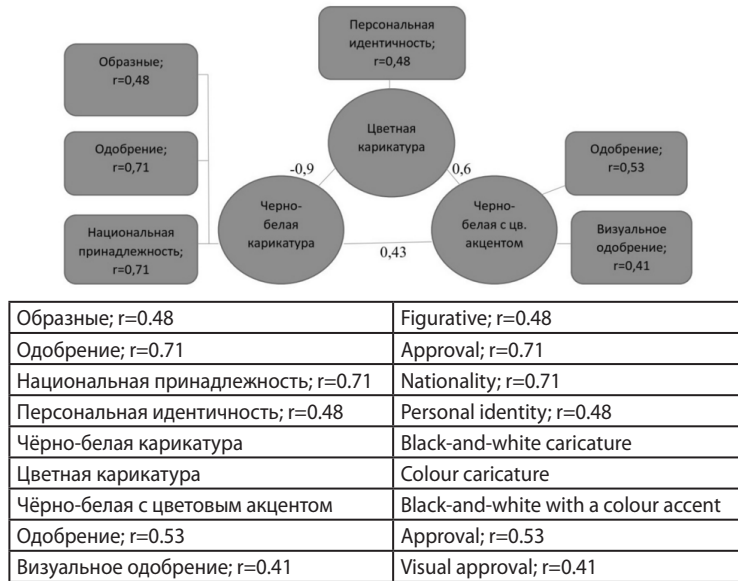 Персональная
идентичность;
r=0,48
Образные;
r=0,48
Цветная
карикатура
Одобрение;
r=0,71
Одобрение;
r=0,53
-0,9
0,6
Черно-
белая
карикатура
Черно-
белая с цв.
акцентом
Национальная
принадлежность;
r=0,71
Визуальное
одобрение;
r=0,41
0,43
Образные; r=0.48 Figurative; r=0.48
Одобрение; r=0.71 Approval; r=0.71
Национальная принадлежность; r=0.71 Nationality; r=0.71
Персональная идентичность; r=0.48 Personal identity; r=0.48
Чёрно-белая карикатура Black-and-white caricature
Цветная карикатура Colour caricature
Чёрно-белая с цветовым акцентом Black-and-white with a colour accent
Одобрение; r=0.53 Approval; r=0.53
Визуальное одобрение; r=0.41 Visual approval; r=0.41